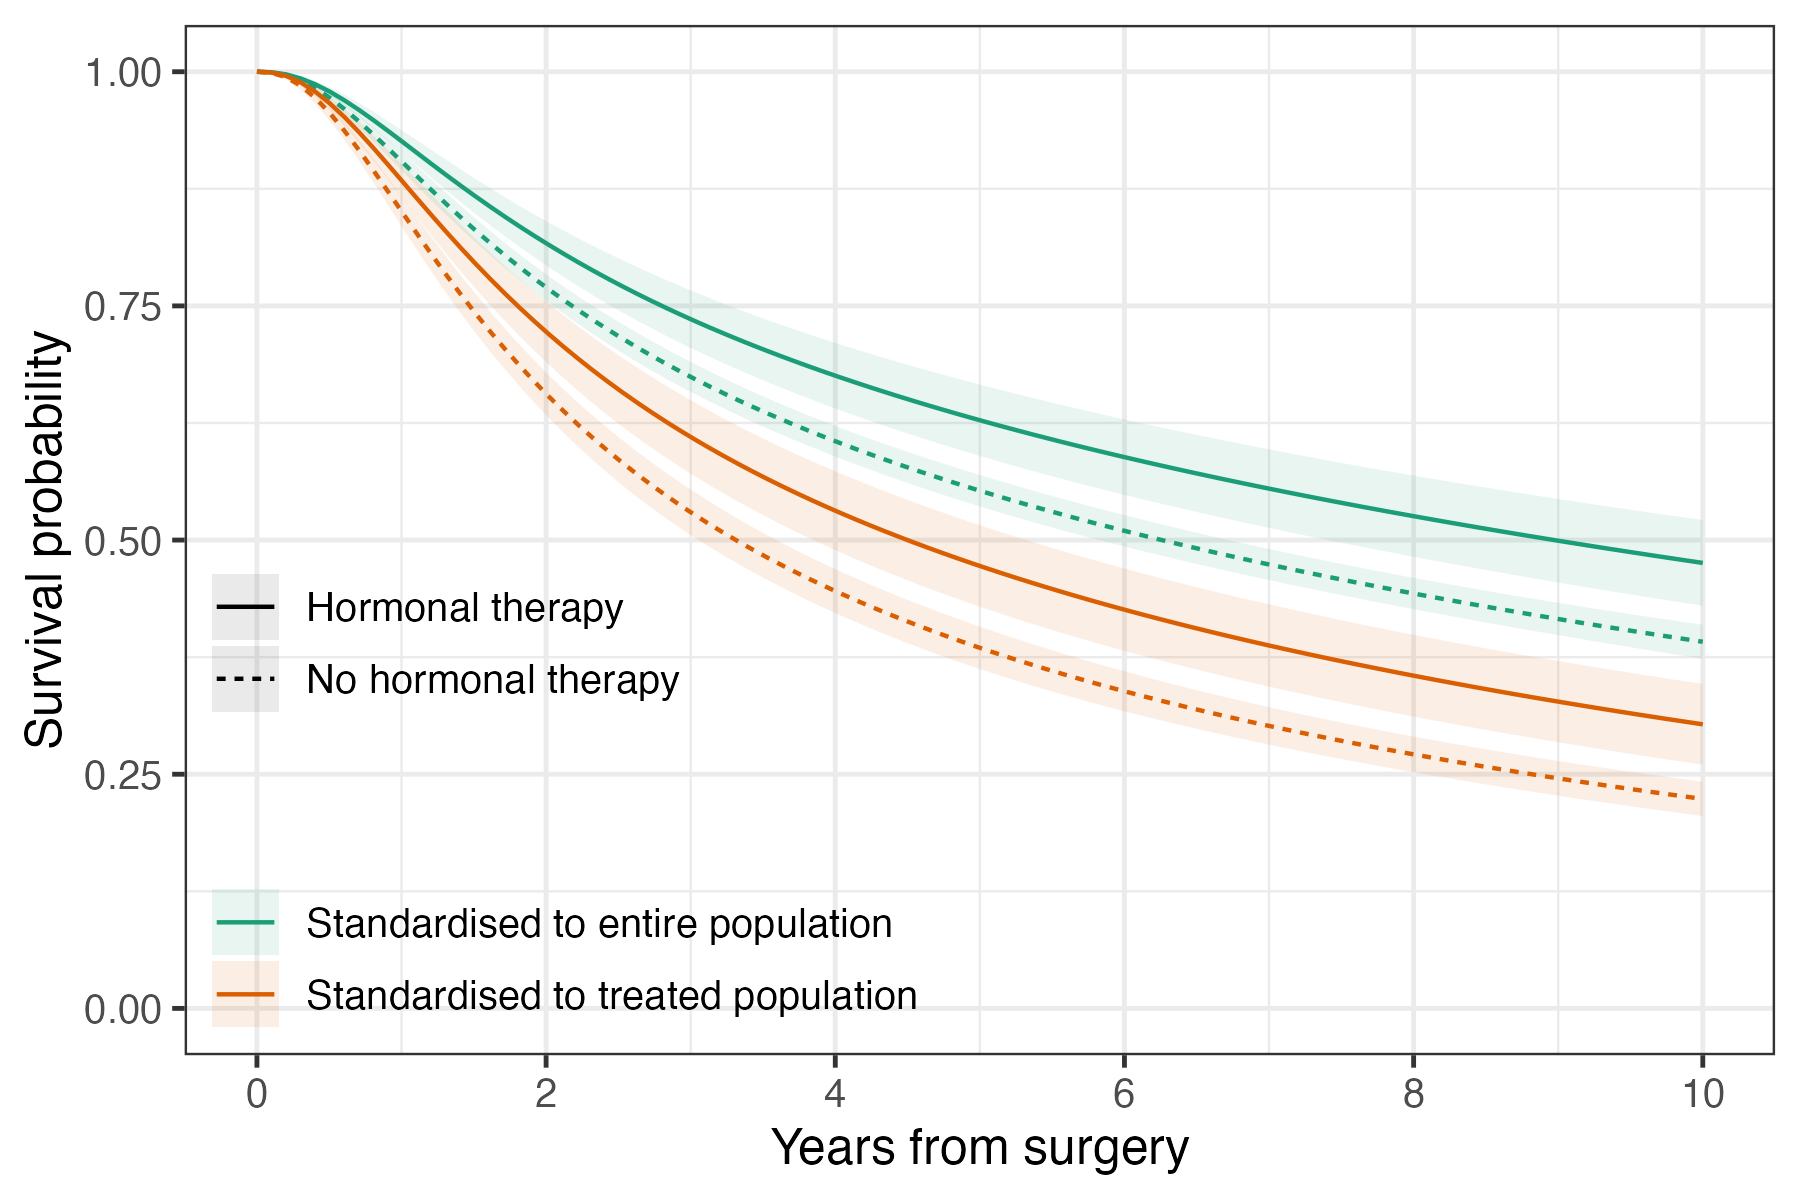 Survival probability
1.00
0.75
0.50
0.25
0.00
Hormonal therapy
No hormonal therapy
Standardised to entire population
Standardised to treated population
0 2 4 6 8 10
Years from surgery